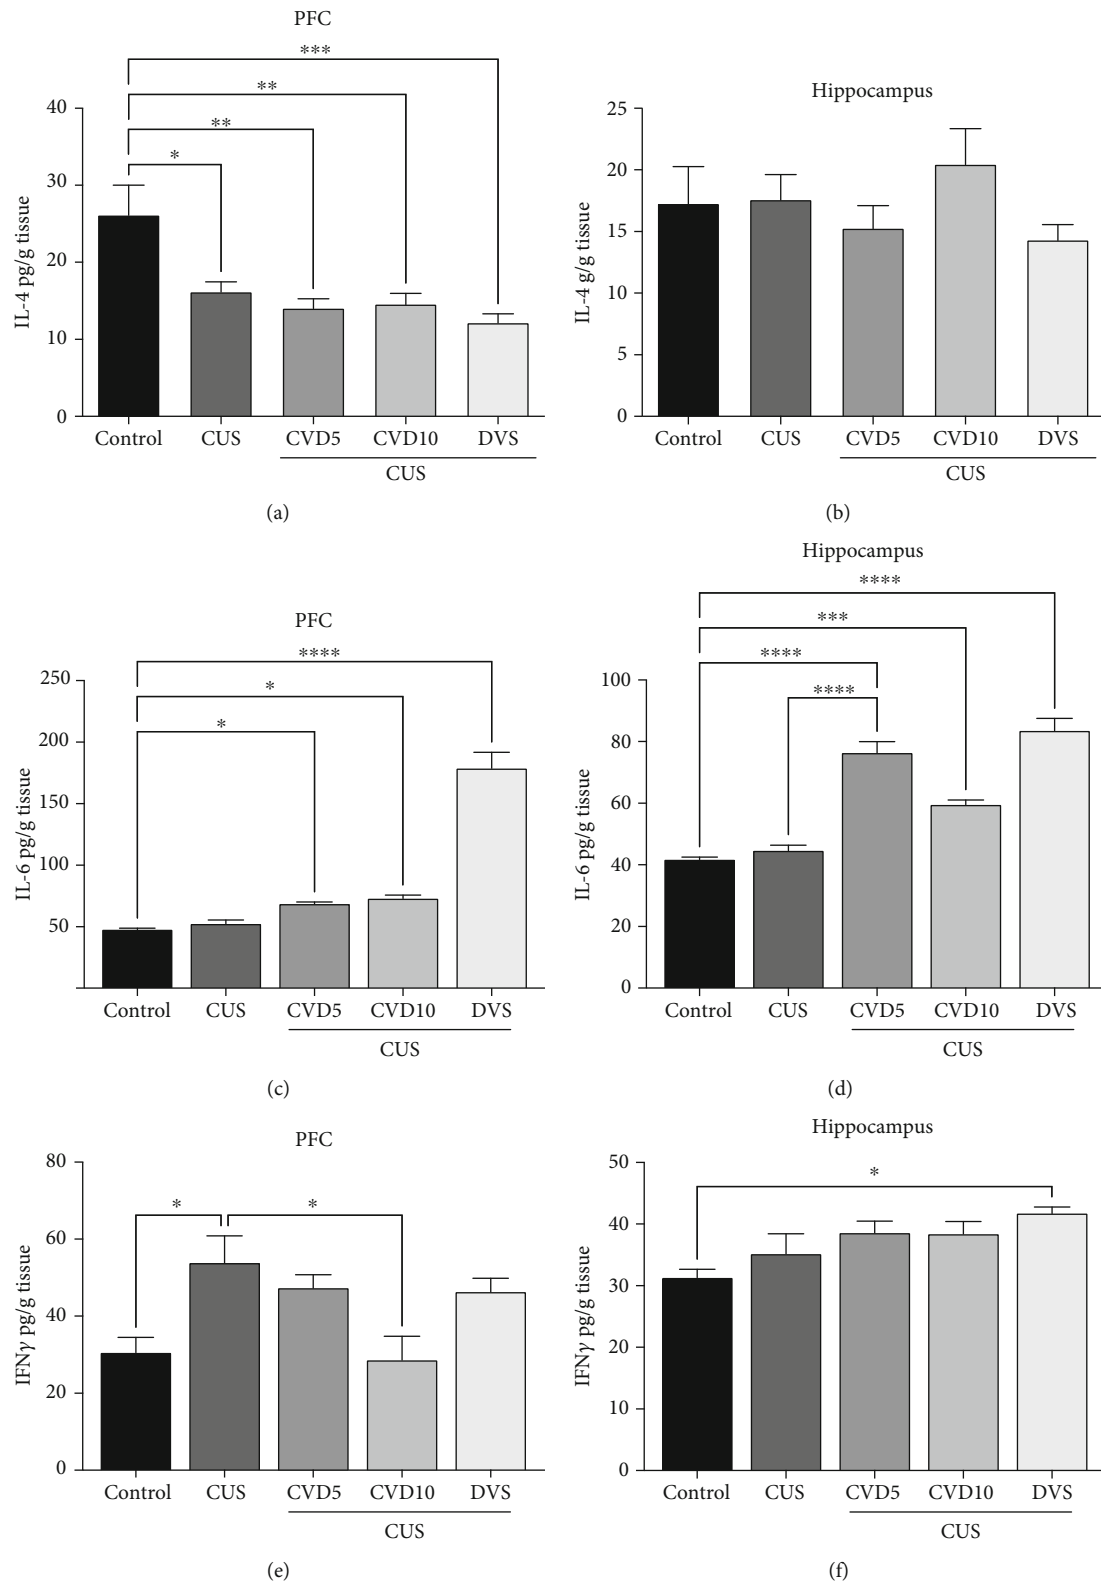 PFC
***
**
**
*
40
30
20
10
0
IL-4 pg/g tissue
Control CUS CVD5 CVD10 DVS
CUS
(a)
Hippocampus
25
20
15
10
5
0
IL-4 g/g tissue
Control CUS CVD5 CVD10 DVS
CUS
(b)
PFC
****
*
*
250
200
150
100
50
IL-6 pg/g tissue
Control CUS CVD5 CVD10 DVS
CUS
(c)
Hippocampus
****
***
****
****
100
80
60
40
20
0
IL-6 pg/g tissue
Control CUS CVD5 CVD10 DVS
CUS
(d)
PFC
* *
80
60
40
20
0
IFNγ pg/g tissue
Control CUS CVD5 CVD10 DVS
CUS
(e)
Hippocampus
*
50
40
30
20
10
0
IFNγ pg/g tissue
Control CUS CVD5 CVD10 DVS
CUS
(f)